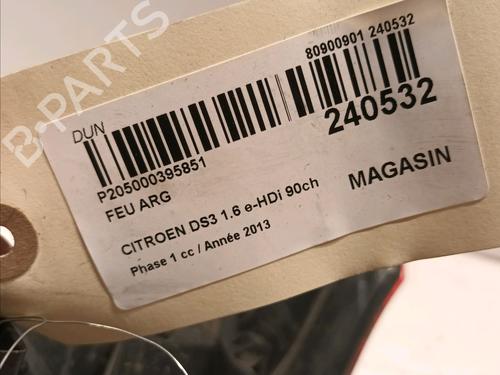 B-PARTS
80900901 240532
DUN
240532
P205000395851
FEU ARG
MAGASIN
CITROEN DS3 1.6 e-HDi 90ch
Phase 1 cc / Année 2013